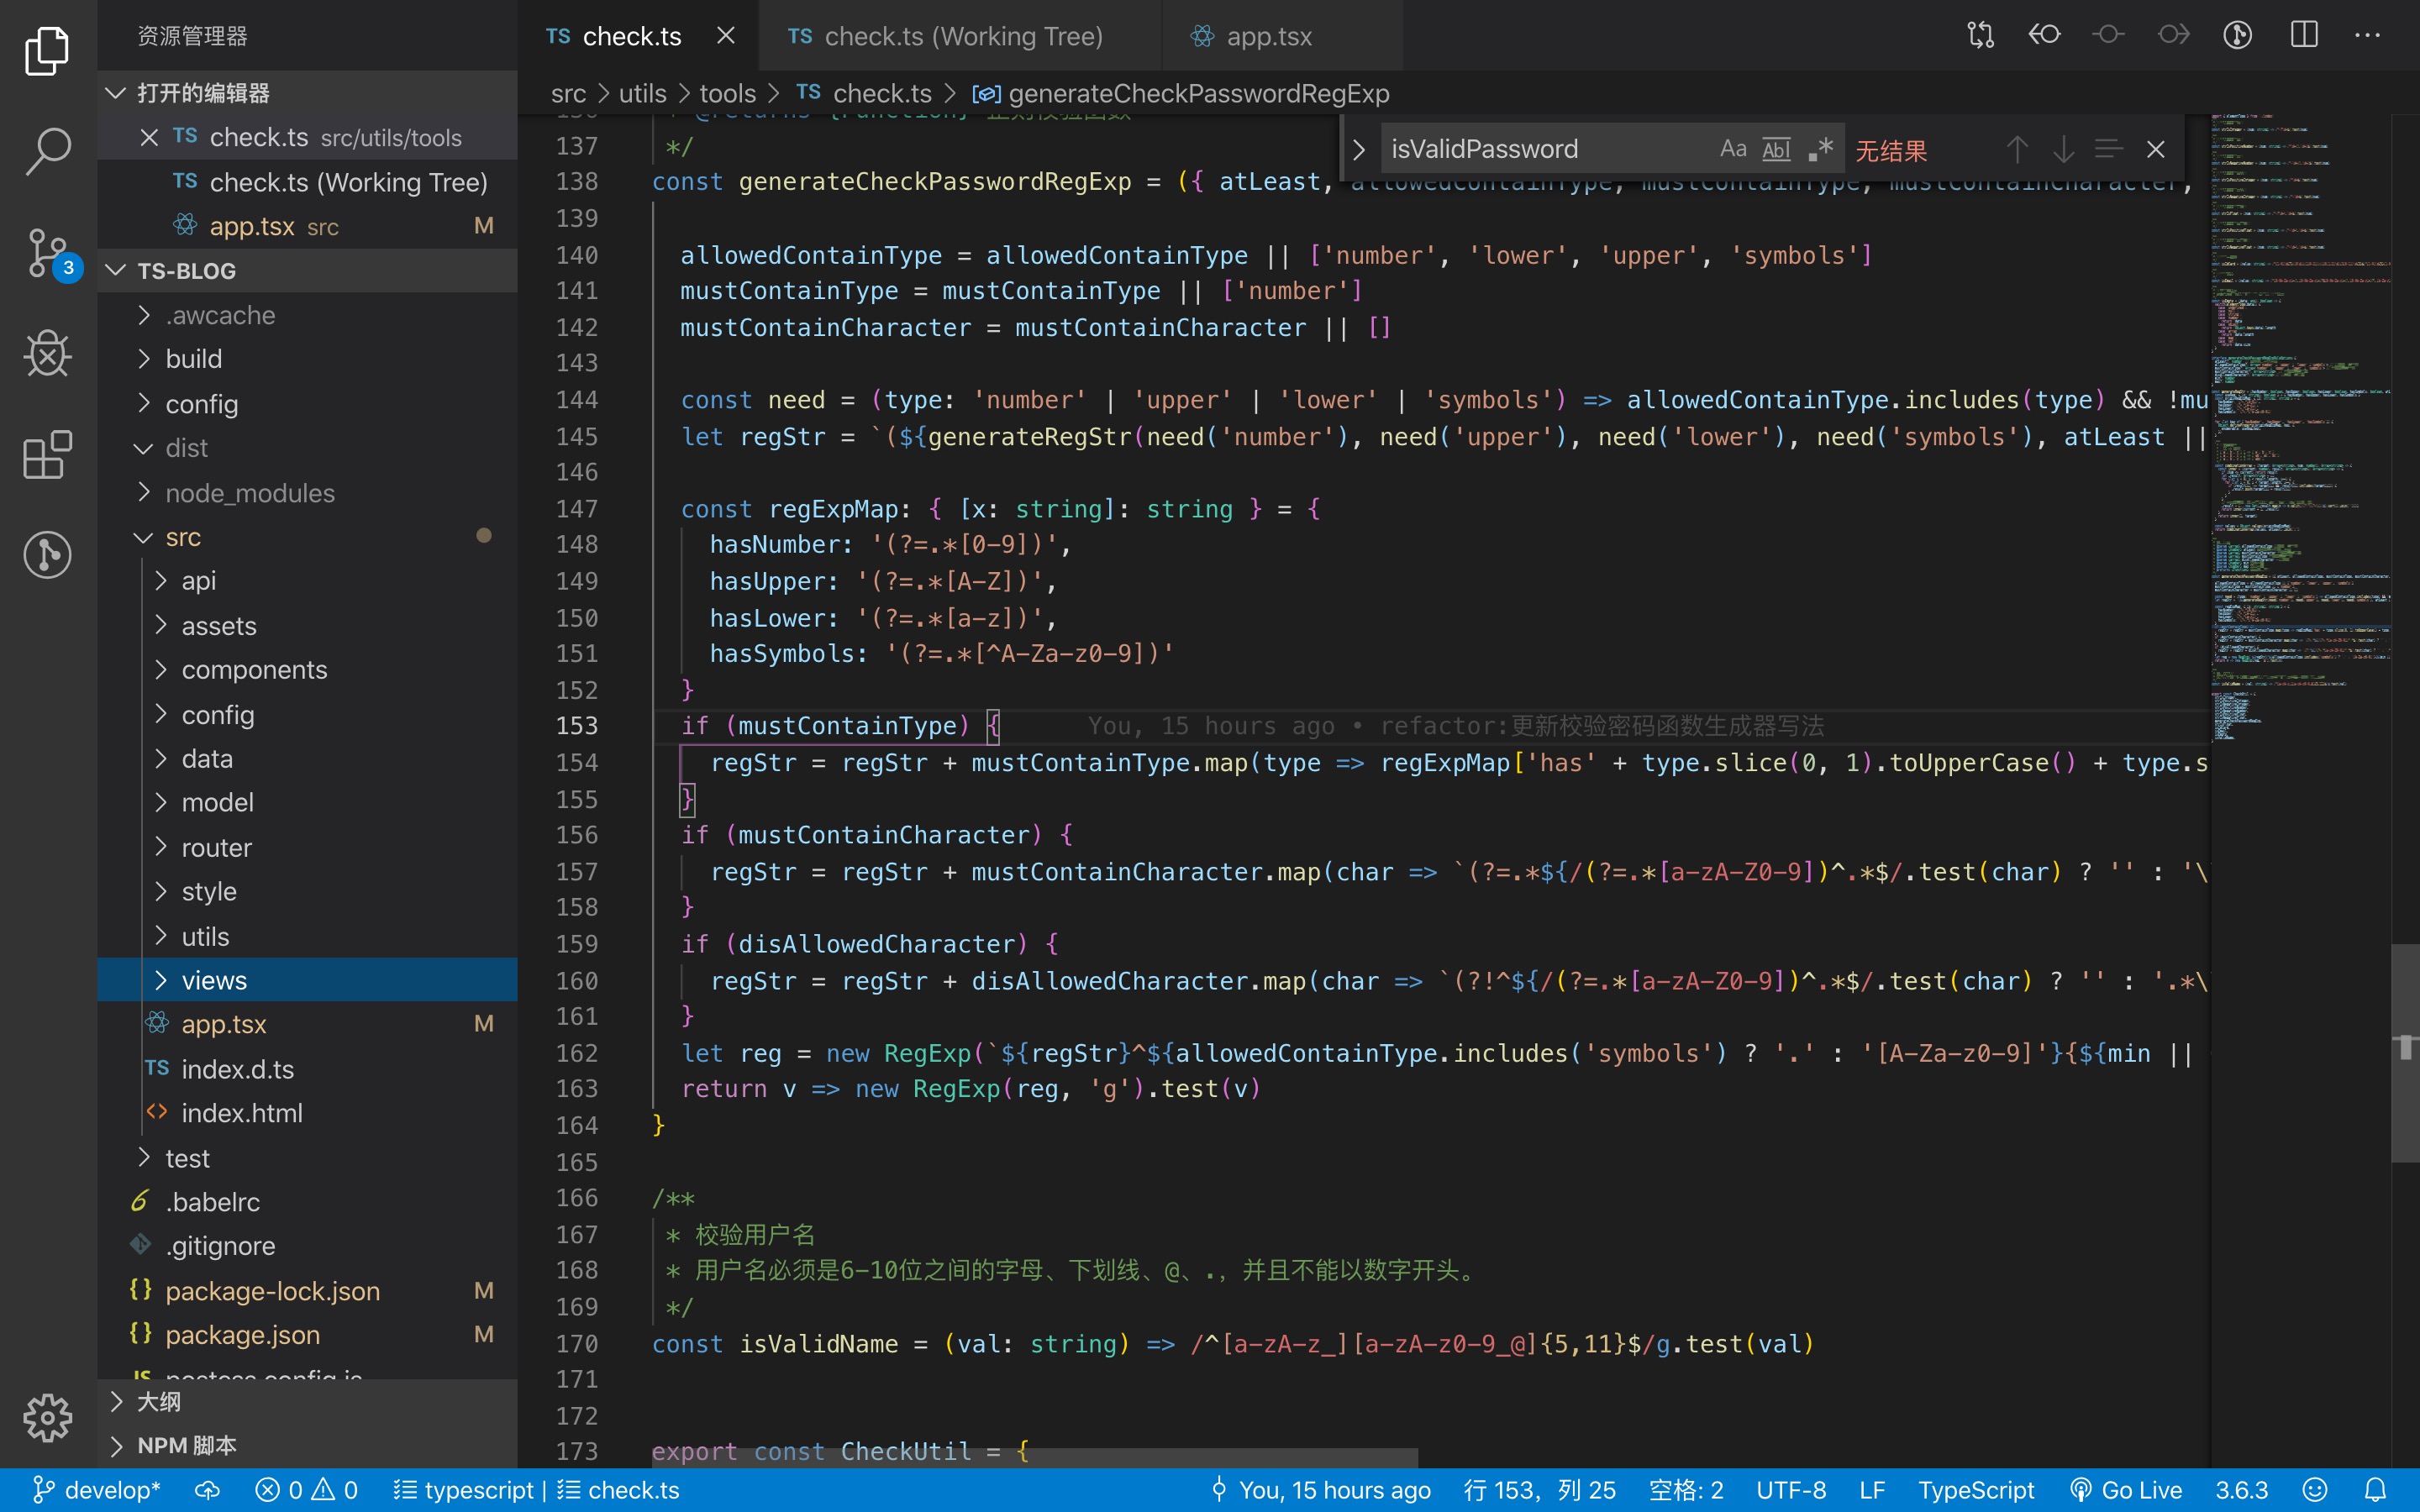 资源管理器
打开的编辑器
TS check.ts src/utils/tools
TS check.ts (Working Tree)
app.tsx src M
TS-BLOG
.awcache
build
config
dist
node_modules
src
api
assets
components
config
data
model
router
style
utils
views
app.tsx M
TS index.d.ts
index.html
test
.babelrc
.gitignore
{} package-lock.json M
{} package.json M
JS postcss.config.js
大纲
NPM 脚本
TS check.ts
TS check.ts (Working Tree)
app.tsx
src > utils > tools > TS check.ts > generateCheckPasswordRegExp
isValidPassword Aa Abl .* 无结果
137 */
138 const generateCheckPasswordRegExp = ({ atLeast, allowedContainType, mustContainType, mustContainCharacter,
139
140 allowedContainType = allowedContainType || ['number', 'lower', 'upper', 'symbols']
141 mustContainType = mustContainType || ['number']
142 mustContainCharacter = mustContainCharacter || []
143
144 const need = (type: 'number' | 'upper' | 'lower' | 'symbols') => allowedContainType.includes(type) && !mu
145 let regStr = `(${generateRegStr(need('number'), need('upper'), need('lower'), need('symbols'), atLeast ||
146
147 const regExpMap: { [x: string]: string } = {
148 hasNumber: '(?=.*[0-9])',
149 hasUpper: '(?=.*[A-Z])',
150 hasLower: '(?=.*[a-z])',
151 hasSymbols: '(?=.*[^A-Za-z0-9])'
152 }
153 if (mustContainType) { You, 15 hours ago • refactor:更新校验密码函数生成器写法
154 regStr = regStr + mustContainType.map(type => regExpMap['has' + type.slice(0, 1).toUpperCase() + type.s
155 }
156 if (mustContainCharacter) {
157 regStr = regStr + mustContainCharacter.map(char => `(?=.*${/(?=.*[a-zA-Z0-9])^.*$/.test(char) ? '' : '\
158 }
159 if (disAllowedCharacter) {
160 regStr = regStr + disAllowedCharacter.map(char => `(?!^${/(?=.*[a-zA-Z0-9])^.*$/.test(char) ? '' : '.*\
161 }
162 let reg = new RegExp(`${regStr}^${allowedContainType.includes('symbols') ? '.' : '[A-Za-z0-9]'}{${min ||
163 return v => new RegExp(reg, 'g').test(v)
164 }
165
166 /**
167 * 校验用户名
168 * 用户名必须是6-10位之间的字母、下划线、@、.，并且不能以数字开头。
169 */
170 const isValidName = (val: string) => /^[a-zA-z_][a-zA-z0-9_@]{5,11}$/g.test(val)
171
172
173 export const CheckUtil = {
develop* 0 0 typescript | check.ts You, 15 hours ago 行 153，列 25 空格: 2 UTF-8 LF TypeScript Go Live 3.6.3
3